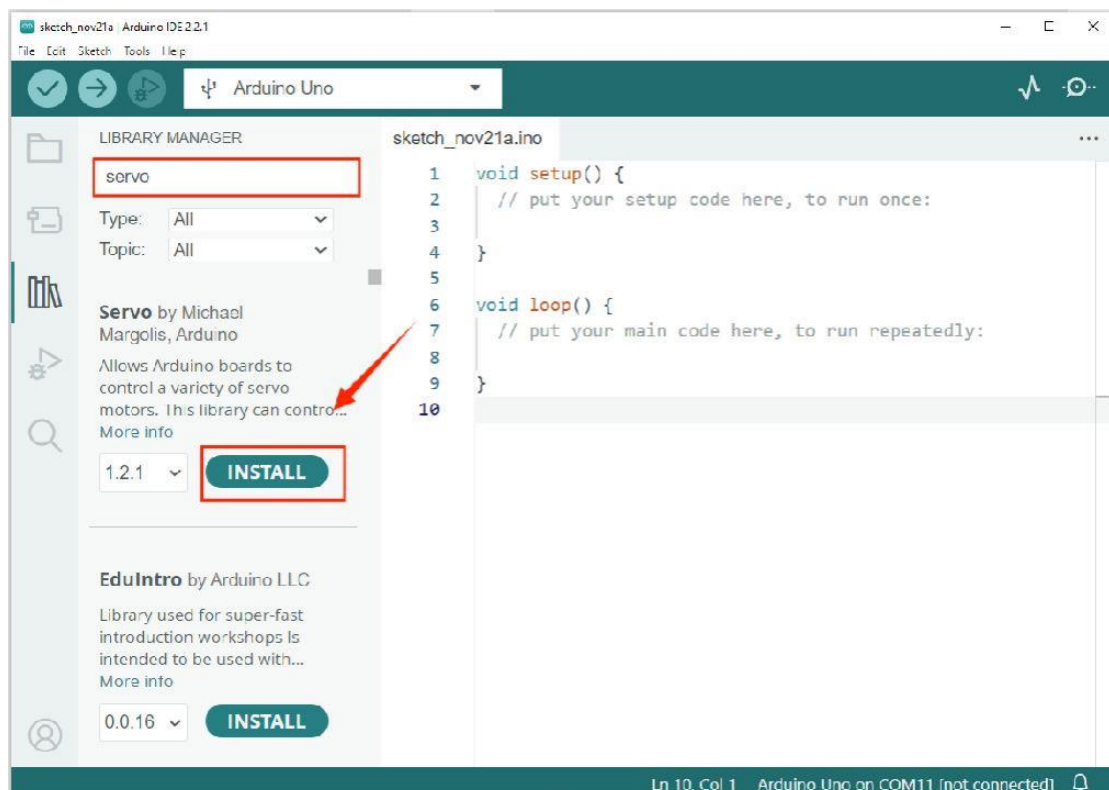 sketch_nov21a | Arduino IDE 2.2.1
File Edit Sketch Tools Help
Arduino Uno
LIBRARY MANAGER
servo
Type: All
Topic: All
Servo by Michael
Margolis, Arduino
Allows Arduino boards to
control a variety of servo
motors. This library can contro...
More info
1.2.1 INSTALL
EduIntro by Arduino LLC
Library used for super-fast
introduction workshops Is
intended to be used with...
More info
0.0.16 INSTALL
sketch_nov21a.ino
1 void setup() {
2 // put your setup code here, to run once:
3
4 }
5
6 void loop() {
7 // put your main code here, to run repeatedly:
8
9 }
10
Ln 10, Col 1 Arduino Uno on COM11 [not connected]